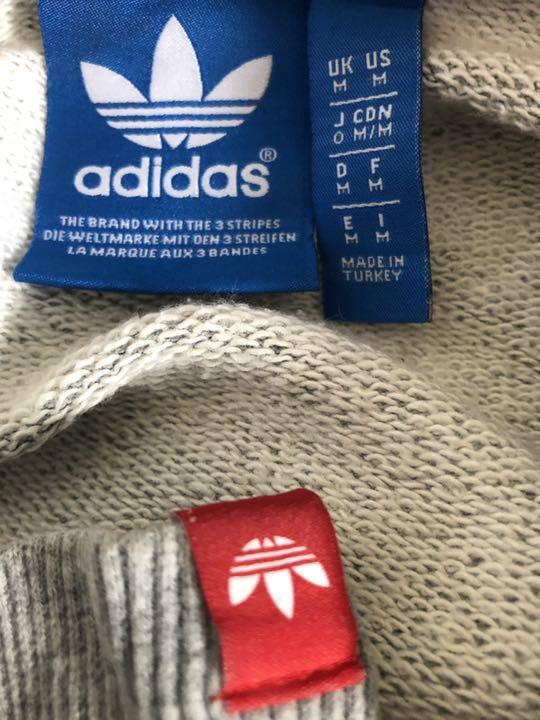 adidas®
THE BRAND WITH THE 3 STRIPES
DIE WELTMARKE MIT DEN 3 STREIFEN
LA MARQUE AUX 3 BANDES
UK US
M M
J CDN
O M/M
D F
M M
E I
M M
MADE IN
TURKEY